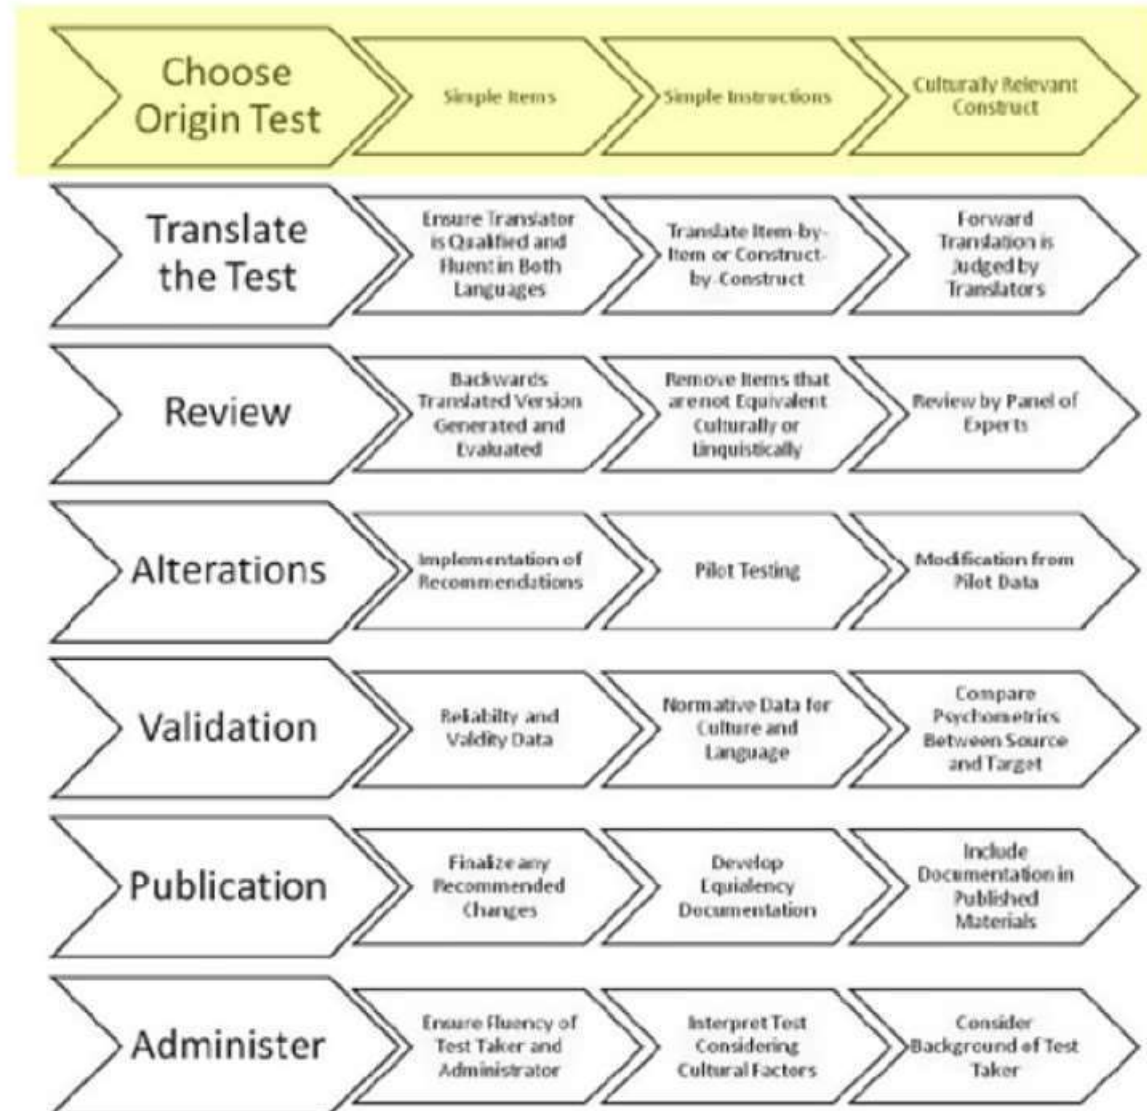 Choose
Origin Test
Simple Items
Simple Instructions
Culturally Relevant
Construct
Translate
the Test
Ensure Translator
is Qualified and
Fluent in Both
Languages
Translate Item-by-
Item or Construct-
by-Construct
Forward
Translation is
Judged by
Translators
Review
Backwards
Translated Version
Generated and
Evaluated
Remove Items that
are not Equivalent
Culturally or
Linguistically
Review by Panel of
Experts
Alterations
Implementation of
Recommendations
Pilot Testing
Modification from
Pilot Data
Validation
Reliabilty and
Valdity Data
Normative Data for
Culture and
Language
Compare
Psychometrics
Between Source
and Target
Publication
Finalize any
Recommended
Changes
Develop
Equialency
Documentation
Include
Documentation in
Published
Materials
Administer
Ensure Fluency of
Test Taker and
Administrator
Interpret Test
Considering
Cultural Factors
Consider
Background of Test
Taker